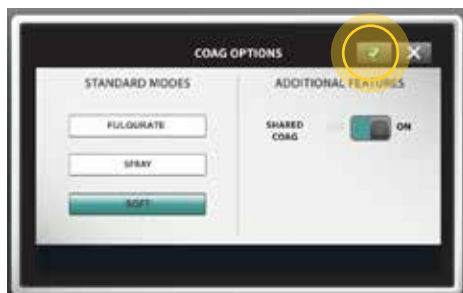 COAG OPTIONS
STANDARD MODES
FULGURATE
SPRAY
SOFT
ADDITIONAL FEATURES
SHARED
COAG
ON